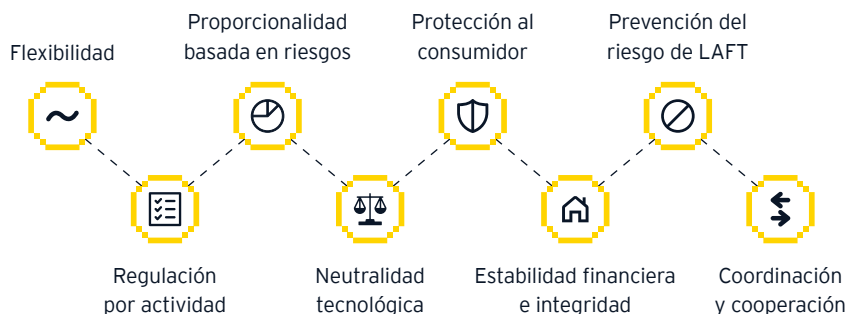 Flexibilidad
Proporcionalidad
basada en riesgos
Protección al
consumidor
Prevención del
riesgo de LAFT
Regulación
por actividad
Neutralidad
tecnológica
Estabilidad financiera
e integridad
Coordinación
y cooperación